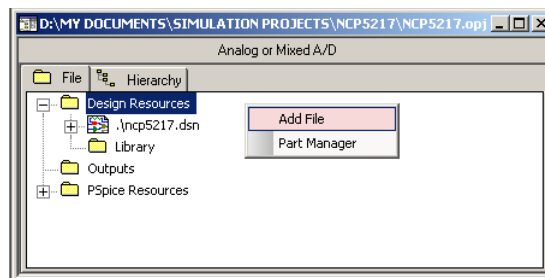 D:\MY DOCUMENTS\SIMULATION PROJECTS\NCP5217\NCP5217.opj
Analog or Mixed A/D
File Hierarchy
Design Resources
.\ncp5217.dsn
Library
Outputs
PSpice Resources
Add File
Part Manager